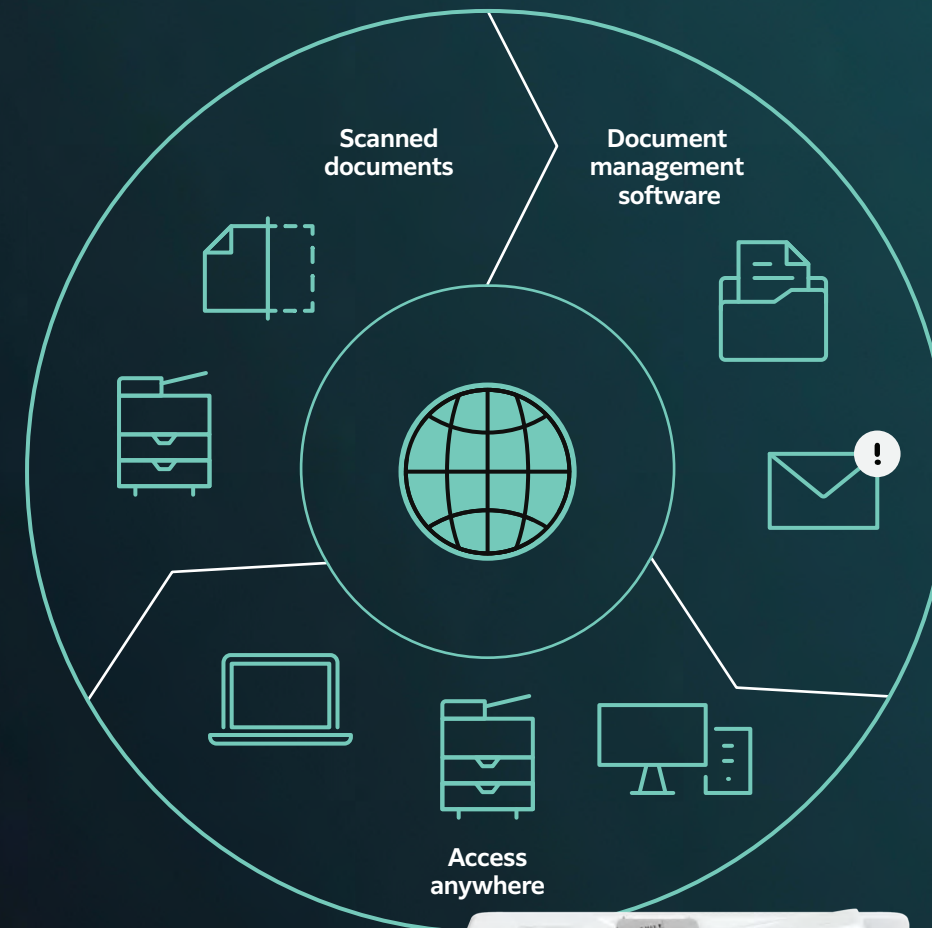 Scanned
documents
Document
management
software
!
Access
anywhere